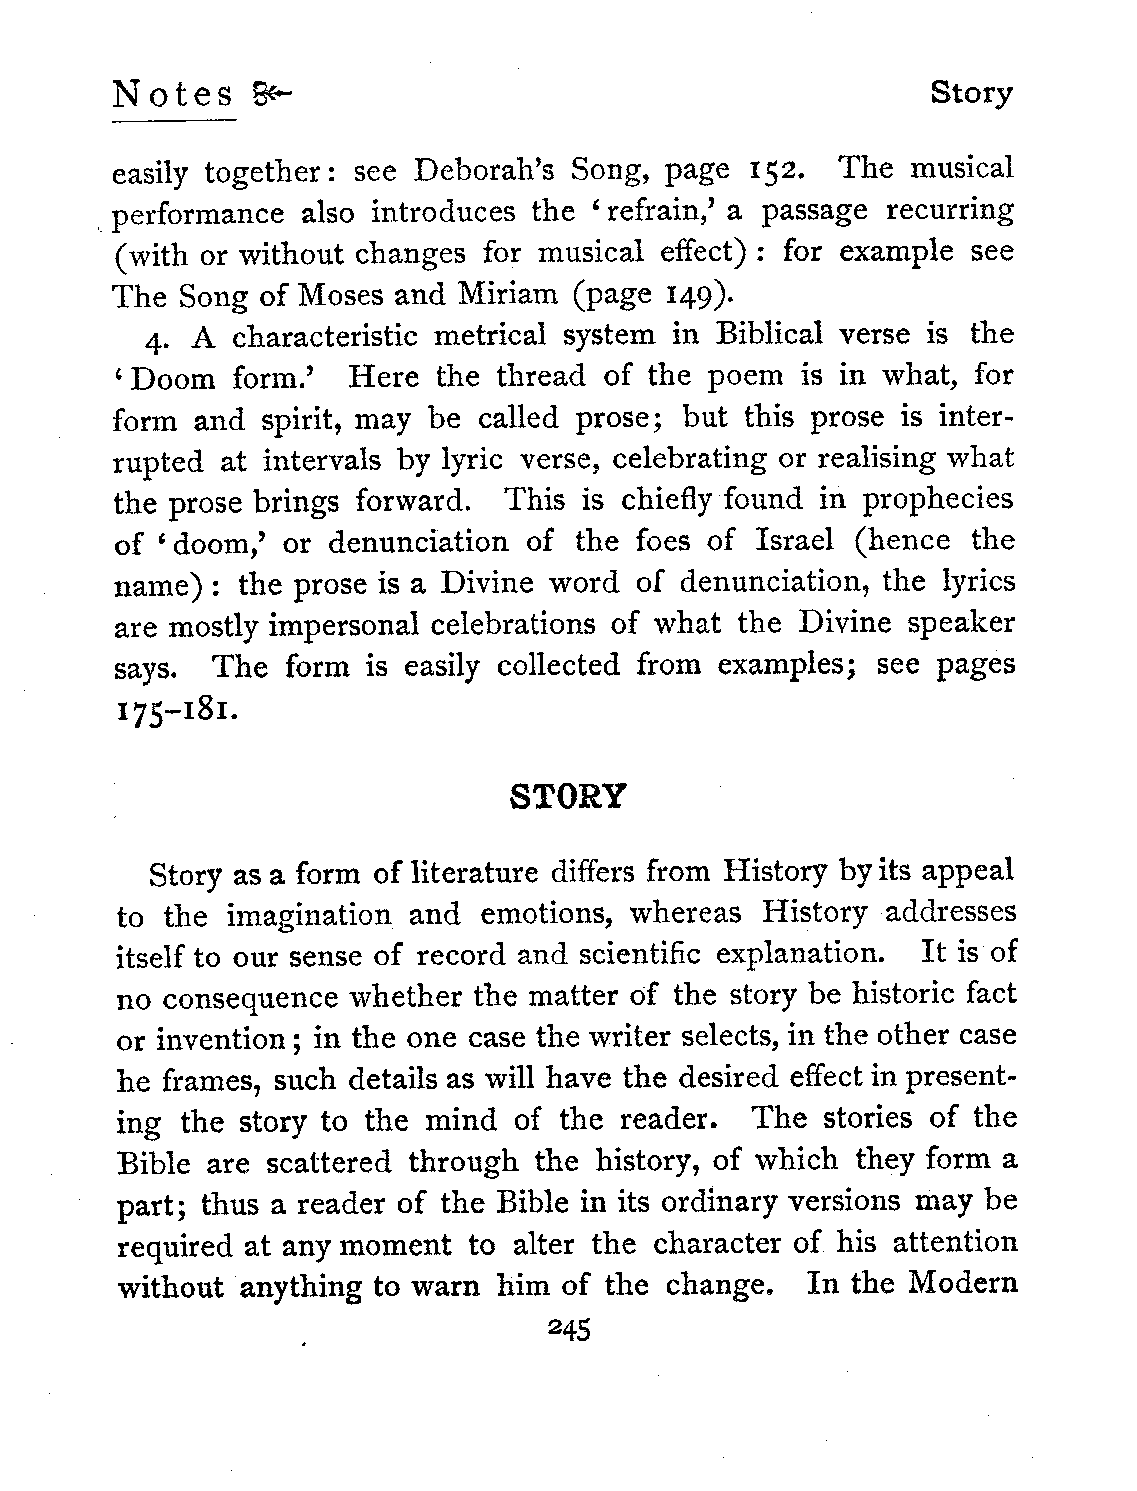 Notes Story
easily together: see Deborah's Song, page 152. The musical
performance also introduces the ‘refrain,’ a passage recurring
(with or without changes for musical effect): for example see
The Song of Moses and Miriam (page 149).
4. A characteristic metrical system in Biblical verse is the
‘Doom form.’ Here the thread of the poem is in what, for
form and spirit, may be called prose; but this prose is inter-
rupted at intervals by lyric verse, celebrating or realising what
the prose brings forward. This is chiefly found in prophecies
of ‘doom,’ or denunciation of the foes of Israel (hence the
name): the prose is a Divine word of denunciation, the lyrics
are mostly impersonal celebrations of what the Divine speaker
says. The form is easily collected from examples; see pages
175–181.
STORY
Story as a form of literature differs from History by its appeal
to the imagination and emotions, whereas History addresses
itself to our sense of record and scientific explanation. It is of
no consequence whether the matter of the story be historic fact
or invention; in the one case the writer selects, in the other case
he frames, such details as will have the desired effect in present-
ing the story to the mind of the reader. The stories of the
Bible are scattered through the history, of which they form a
part; thus a reader of the Bible in its ordinary versions may be
required at any moment to alter the character of his attention
without anything to warn him of the change. In the Modern
245